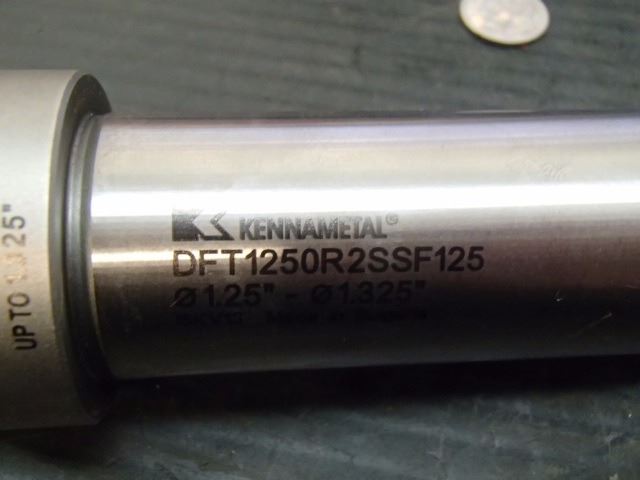 UP TO
KENNAMETAL®
DFT1250R2SSF125
Ø1.25" - Ø1.325"